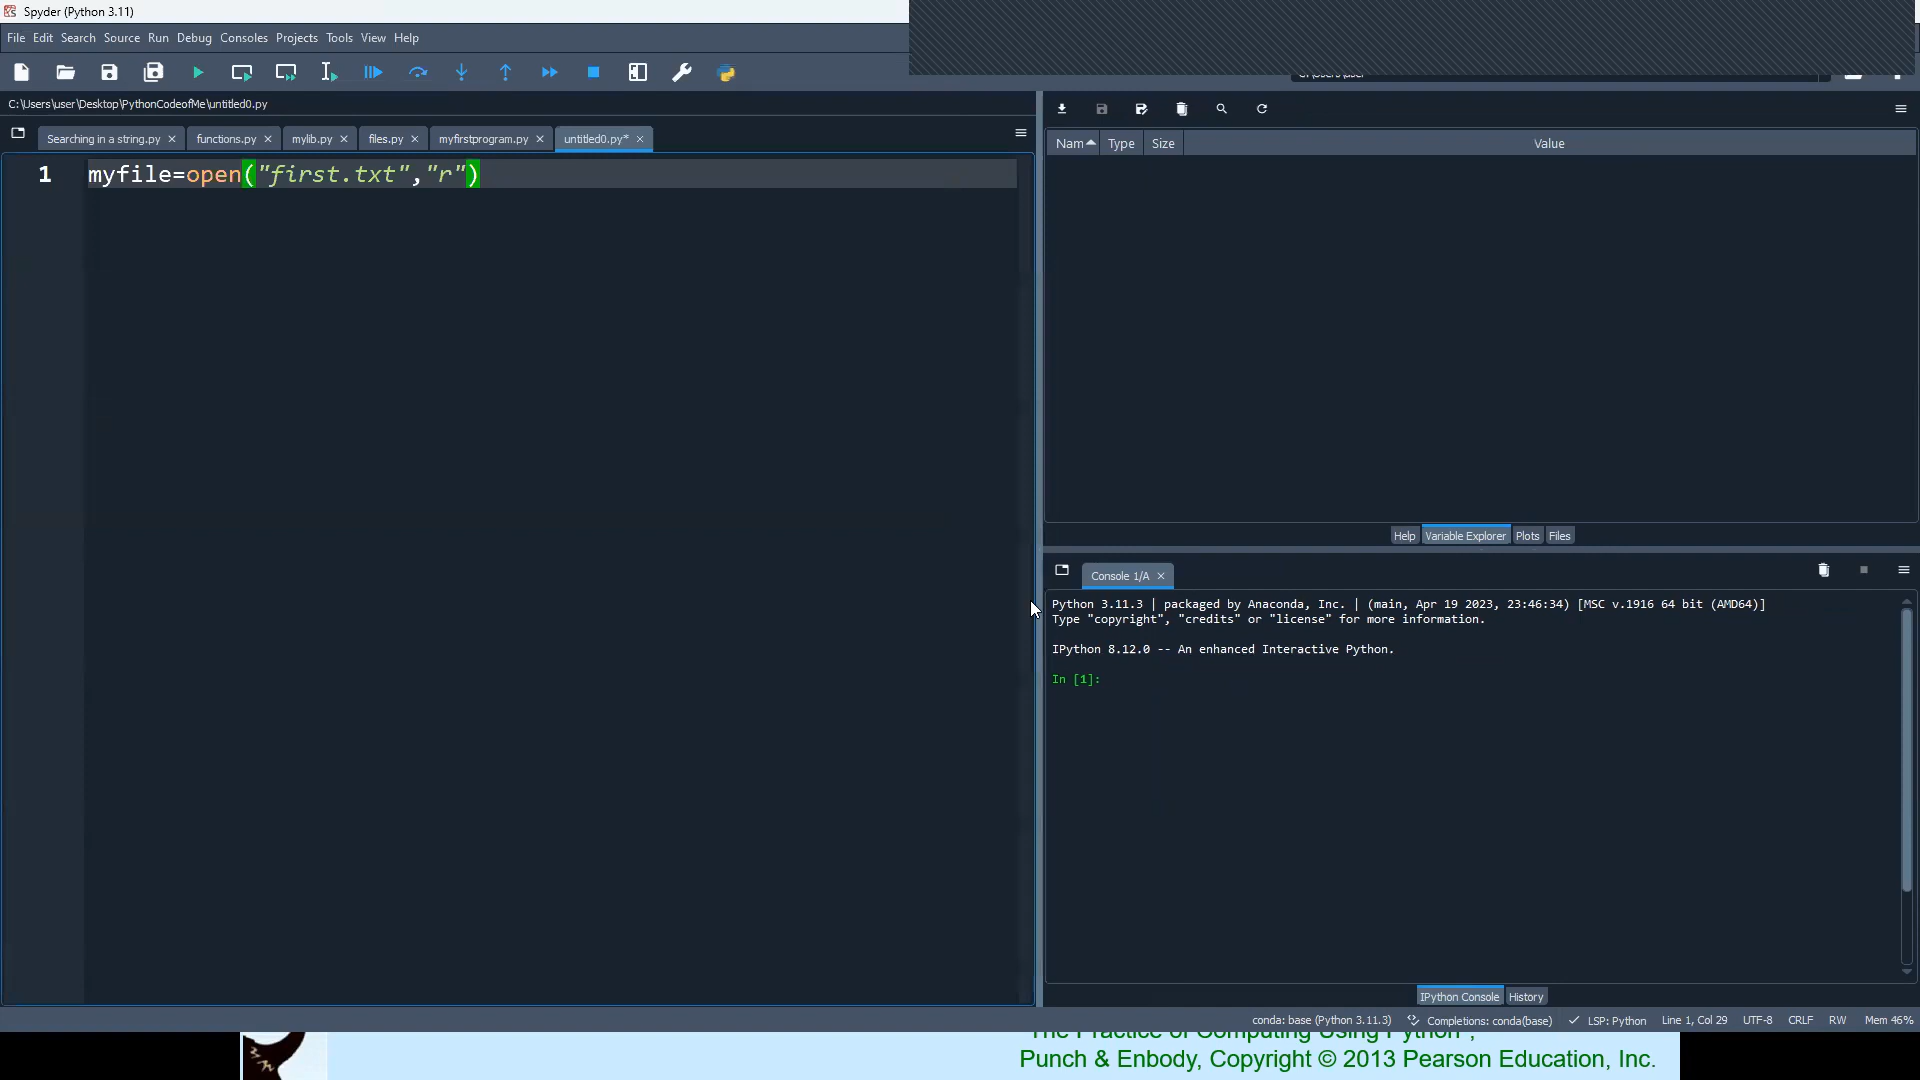 Spyder (Python 3.11)
File Edit Search Source Run Debug Consoles Projects Tools View Help
C:\Users\user\Desktop\PythonCodeofMe\untitled0.py
Searching in a string.py functions.py mylib.py files.py myfirstprogram.py untitled0.py*
1 myfile=open("first.txt","r")
Nam Type Size Value
Help Variable Explorer Plots Files
Console 1/A
Python 3.11.3 | packaged by Anaconda, Inc. | (main, Apr 19 2023, 23:46:34) [MSC v.1916 64 bit (AMD64)]
Type "copyright", "credits" or "license" for more information.
IPython 8.12.0 -- An enhanced Interactive Python.
In [1]:
IPython Console History
conda: base (Python 3.11.3) Completions: conda(base) LSP: Python Line 1, Col 29 UTF-8 CRLF RW Mem 46%
"The Practice of Computing Using Python",
Punch & Enbody, Copyright © 2013 Pearson Education, Inc.